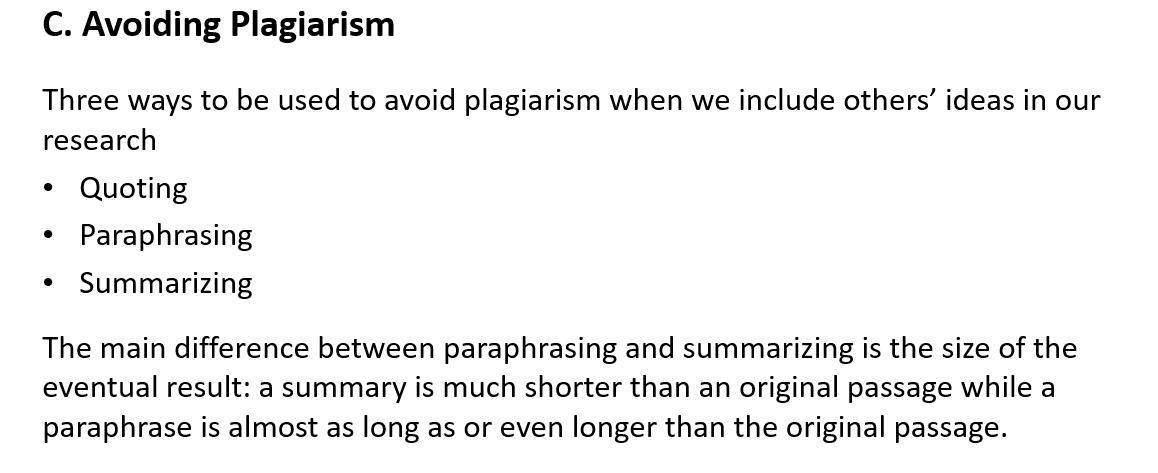 C. Avoiding Plagiarism
Three ways to be used to avoid plagiarism when we include others’ ideas in our
research
• Quoting
• Paraphrasing
• Summarizing
The main difference between paraphrasing and summarizing is the size of the
eventual result: a summary is much shorter than an original passage while a
paraphrase is almost as long as or even longer than the original passage.